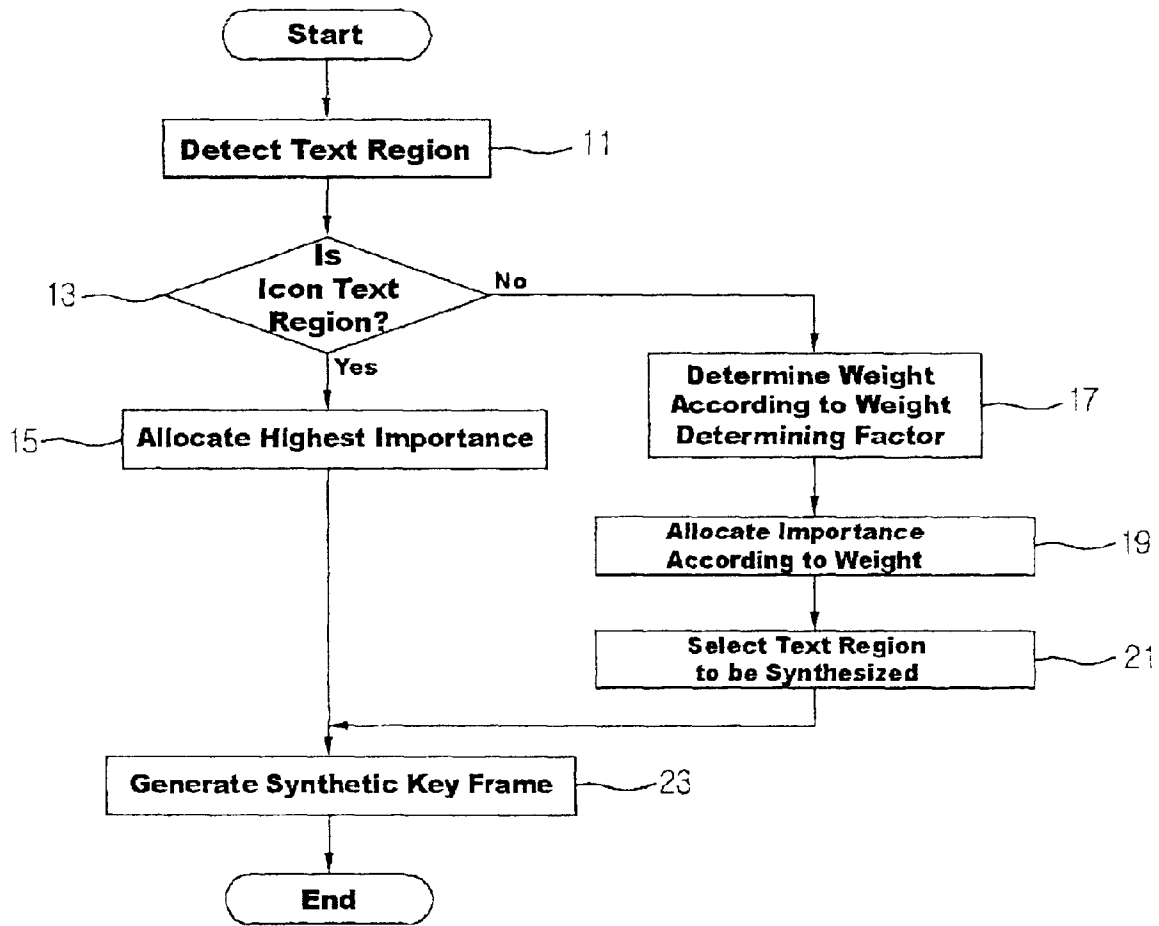 Start
Detect Text Region
11
Is
Icon Text
Region?
13
No
Yes
Determine Weight
According to Weight
Determining Factor
17
15
Allocate Highest Importance
Allocate Importance
According to Weight
19
Select Text Region
to be Synthesized
21
Generate Synthetic Key Frame
23
End